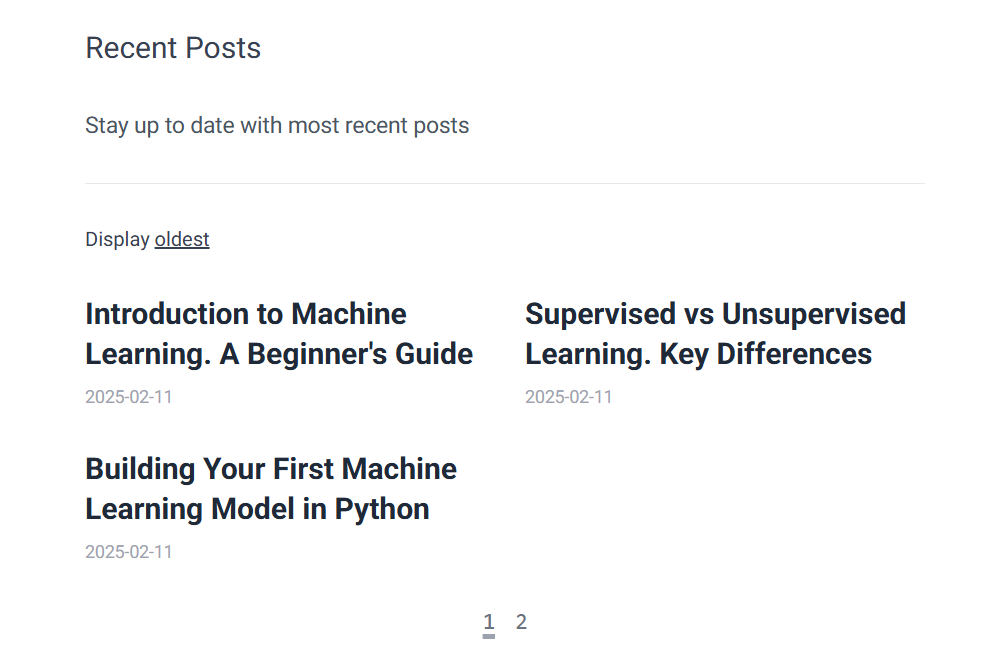 Recent Posts
Stay up to date with most recent posts
Display oldest
Introduction to Machine
Learning. A Beginner's Guide
2025-02-11
Supervised vs Unsupervised
Learning. Key Differences
2025-02-11
Building Your First Machine
Learning Model in Python
2025-02-11
1 2